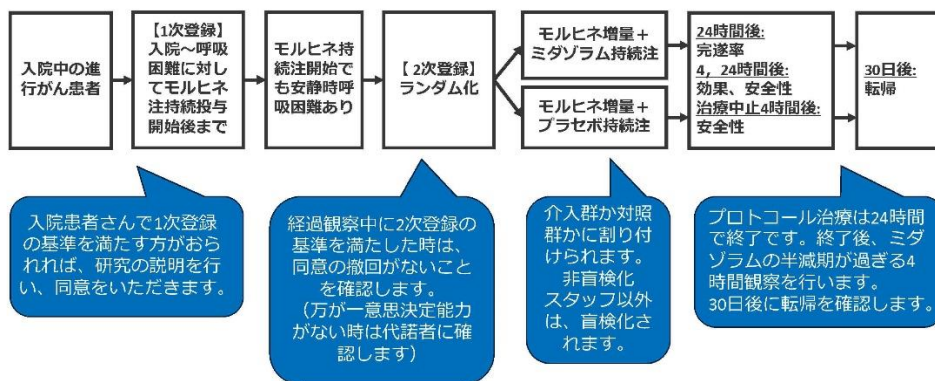 入院中の進
行がん患者
【1次登録】
入院～呼吸
困難に対し
てモルヒネ
注持続投与
開始後まで
モルヒネ持
続注開始で
も安静時呼
吸困難あり
【 2次登録】
ランダム化
モルヒネ増量＋
ミダゾラム持続注
モルヒネ増量＋
プラセボ持続注
24時間後:
完遂率
4，24時間後:
効果、安全性
治療中止4時間後:
安全性
30日後:
転帰
入院患者さんで1次登録
の基準を満たす方がおら
れれば、研究の説明を行
い、同意をいただきます。
経過観察中に2次登録の
基準を満たした時は、
同意の撤回がないこと
を確認します。
（万が一意思決定能力
がない時は代諾者に確
認します）
介入群か対照
群かに割り付
けられます。
非盲検化
スタッフ以外
は、盲検化さ
れます。
プロトコール治療は24時間
で終了です。終了後、ミダ
ゾラムの半減期が過ぎる4
時間観察を行います。
30日後に転帰を確認します。